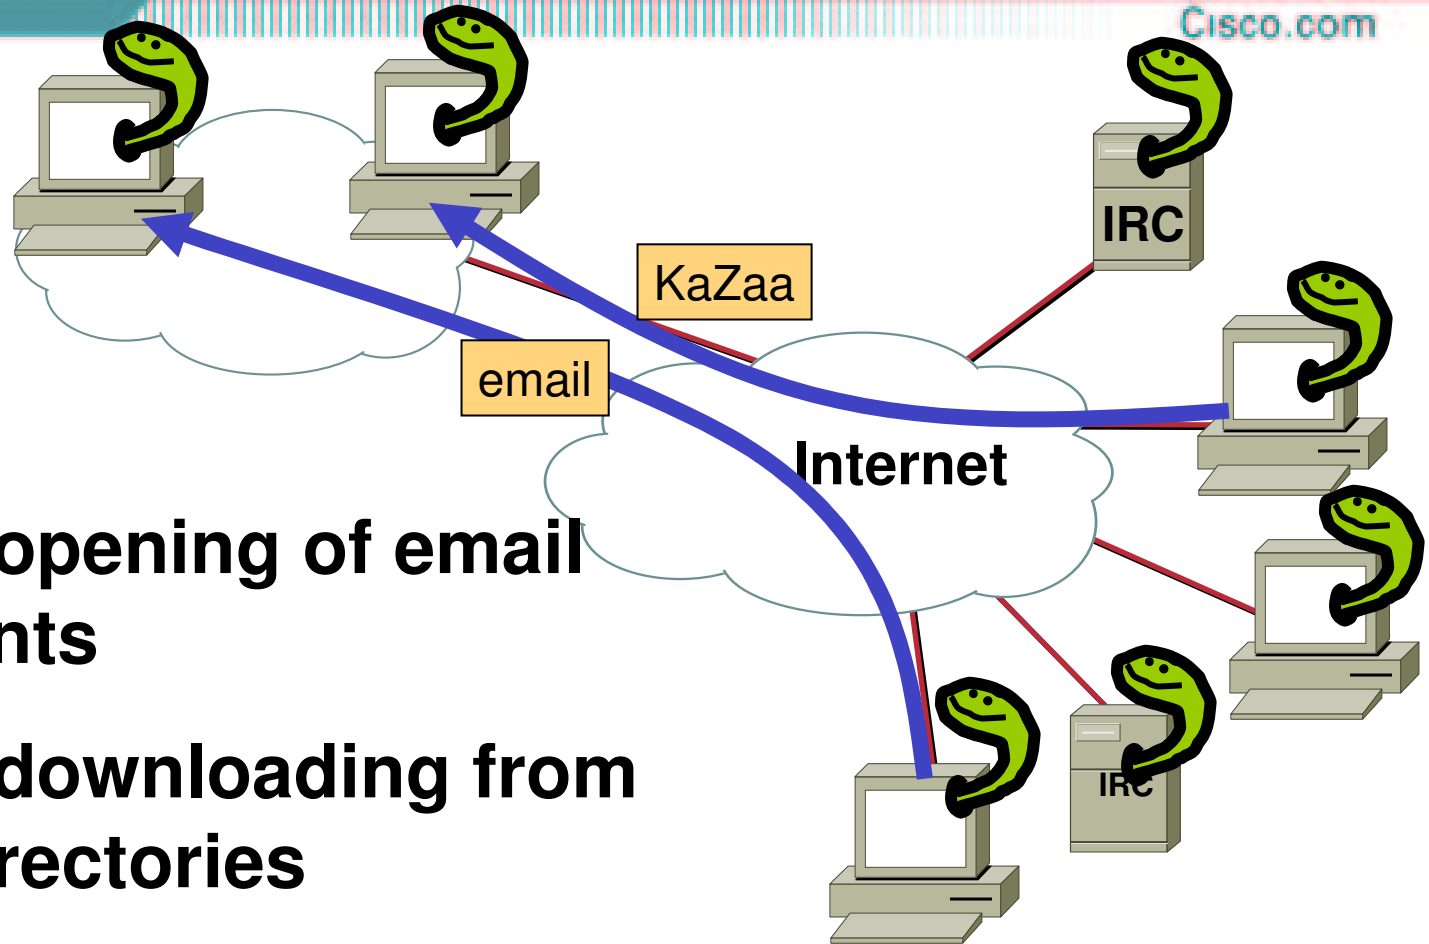 Cisco.com
IRC
KaZaa
email
Internet
opening of email
nts
downloading from
rectories
IRC